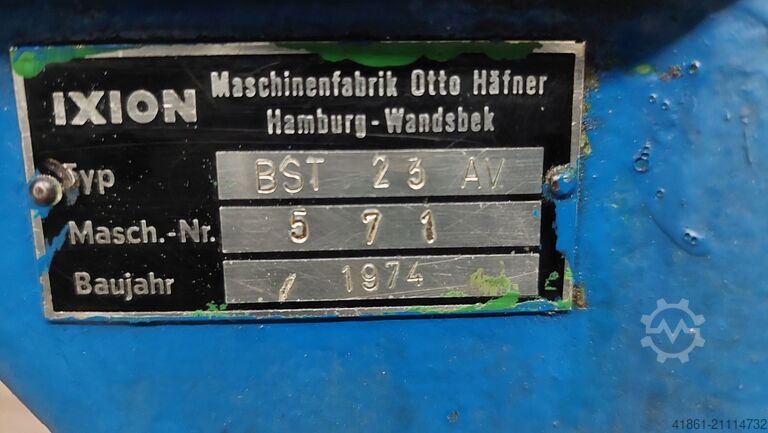 IXION Maschinenfabrik Otto Häfner
Hamburg-Wandsbek
Typ BST 23 AV
Masch.-Nr. 571
Baujahr / 1974
41861-21114732